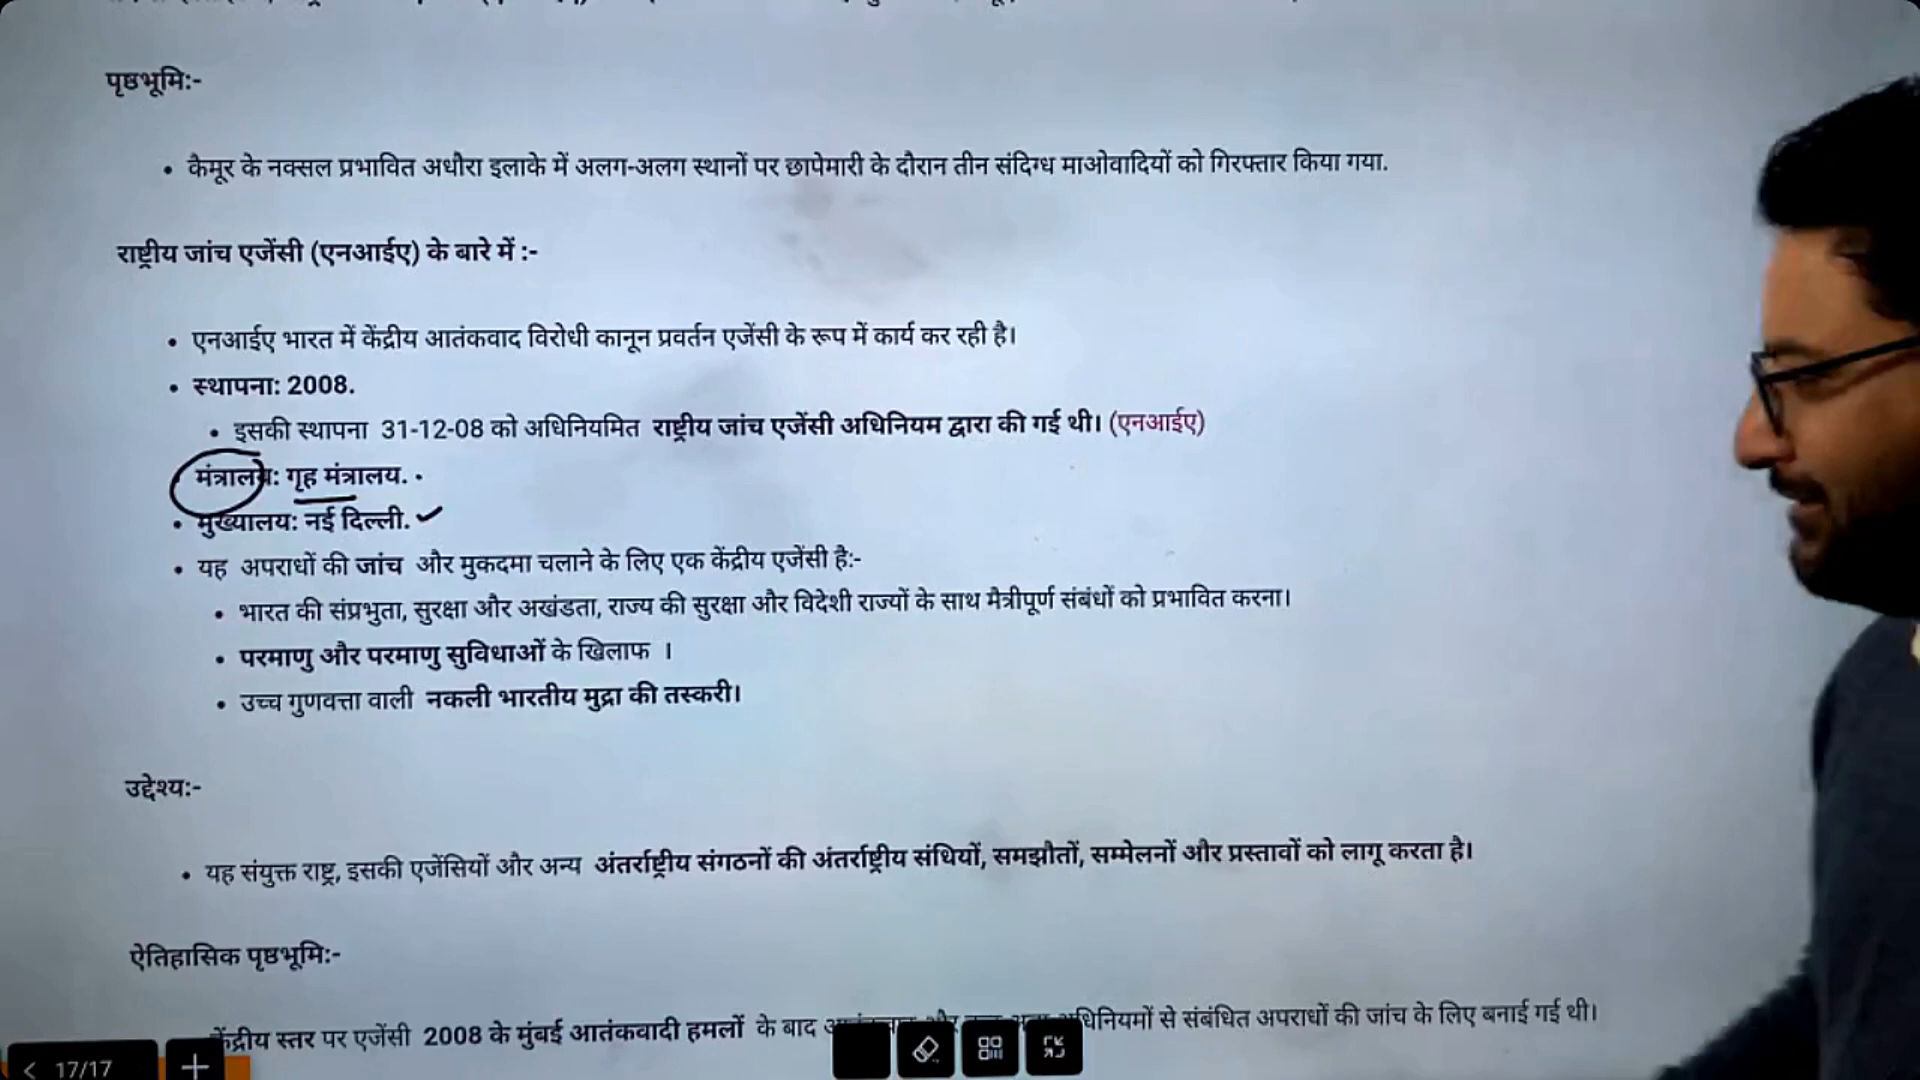 पृष्ठभूमि:-
• कैमूर के नक्सल प्रभावित अधौरा इलाके में अलग-अलग स्थानों पर छापेमारी के दौरान तीन संदिग्ध माओवादियों को गिरफ्तार किया गया.
राष्ट्रीय जांच एजेंसी (एनआईए) के बारे में :-
• एनआईए भारत में केंद्रीय आतंकवाद विरोधी कानून प्रवर्तन एजेंसी के रूप में कार्य कर रही है।
• स्थापना: 2008.
• इसकी स्थापना 31-12-08 को अधिनियमित राष्ट्रीय जांच एजेंसी अधिनियम द्वारा की गई थी। (एनआईए)
मंत्रालय: गृह मंत्रालय. •
• मुख्यालय: नई दिल्ली.
• यह अपराधों की जांच और मुकदमा चलाने के लिए एक केंद्रीय एजेंसी है:-
• भारत की संप्रभुता, सुरक्षा और अखंडता, राज्य की सुरक्षा और विदेशी राज्यों के साथ मैत्रीपूर्ण संबंधों को प्रभावित करना।
• परमाणु और परमाणु सुविधाओं के खिलाफ ।
• उच्च गुणवत्ता वाली नकली भारतीय मुद्रा की तस्करी।
उद्देश्य:-
• यह संयुक्त राष्ट्र, इसकी एजेंसियों और अन्य अंतर्राष्ट्रीय संगठनों की अंतर्राष्ट्रीय संधियों, समझौतों, सम्मेलनों और प्रस्तावों को लागू करता है।
ऐतिहासिक पृष्ठभूमि:-
केंद्रीय स्तर पर एजेंसी 2008 के मुंबई आतंकवादी हमलों के बाद से संबंधित अपराधों की जांच के लिए बनाई गई थी।
17/17